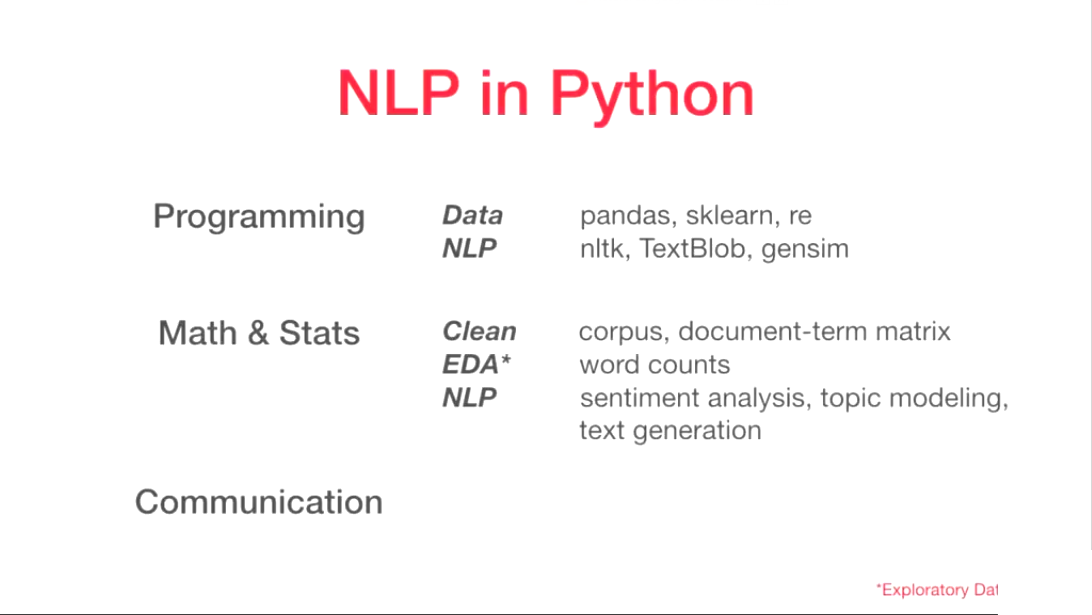 NLP in Python
Programming Data pandas, sklearn, re
NLP nltk, TextBlob, gensim
Math & Stats Clean corpus, document-term matrix
EDA* word counts
NLP sentiment analysis, topic modeling,
text generation
Communication
*Exploratory Dat